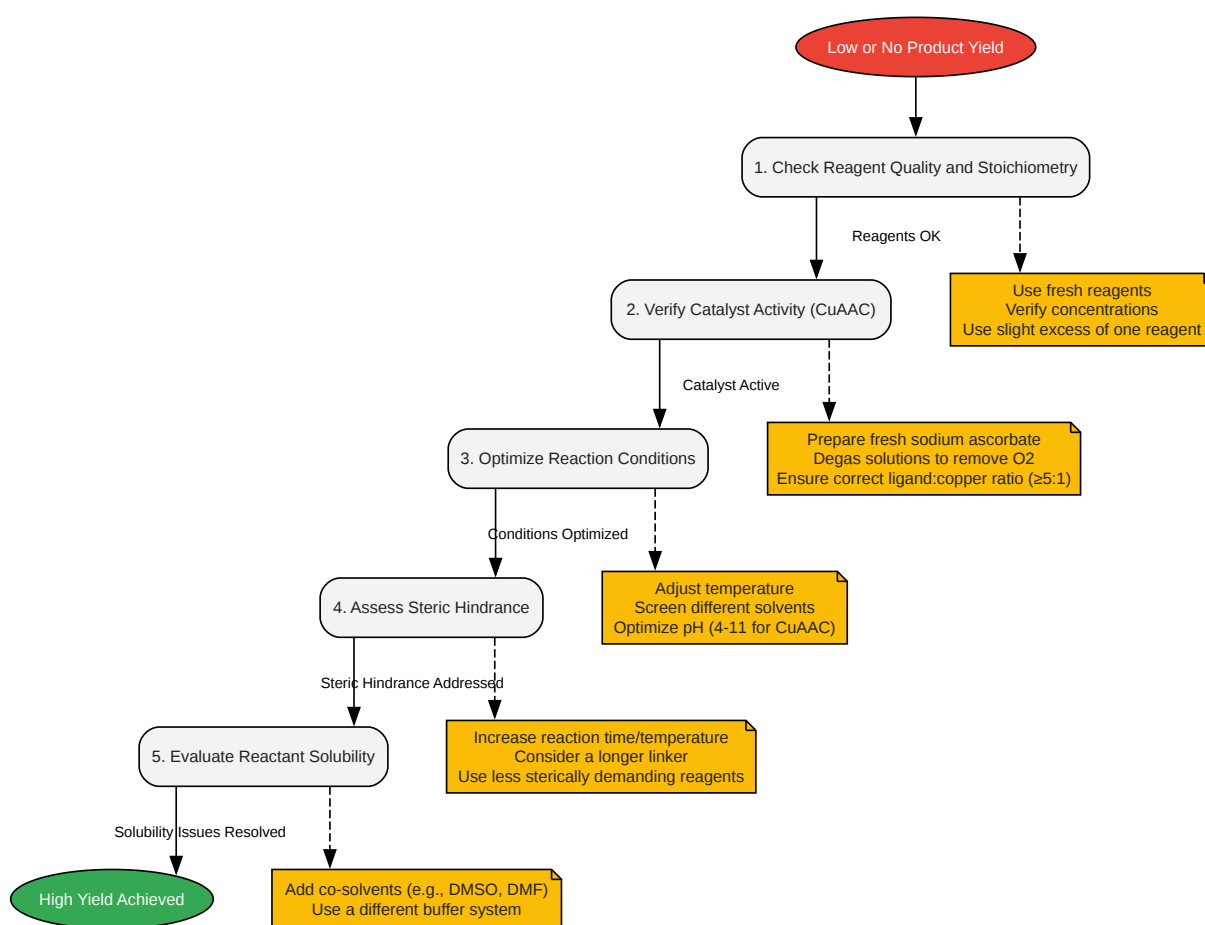 Low or No Product Yield
1. Check Reagent Quality and Stoichiometry
Reagents OK
Use fresh reagents
Verify concentrations
Use slight excess of one reagent
2. Verify Catalyst Activity (CuAAC)
Catalyst Active
Prepare fresh sodium ascorbate
Degas solutions to remove O2
Ensure correct ligand:copper ratio (≥5:1)
3. Optimize Reaction Conditions
Conditions Optimized
Adjust temperature
Screen different solvents
Optimize pH (4-11 for CuAAC)
4. Assess Steric Hindrance
Steric Hindrance Addressed
Increase reaction time/temperature
Consider a longer linker
Use less sterically demanding reagents
5. Evaluate Reactant Solubility
Solubility Issues Resolved
Add co-solvents (e.g., DMSO, DMF)
Use a different buffer system
High Yield Achieved